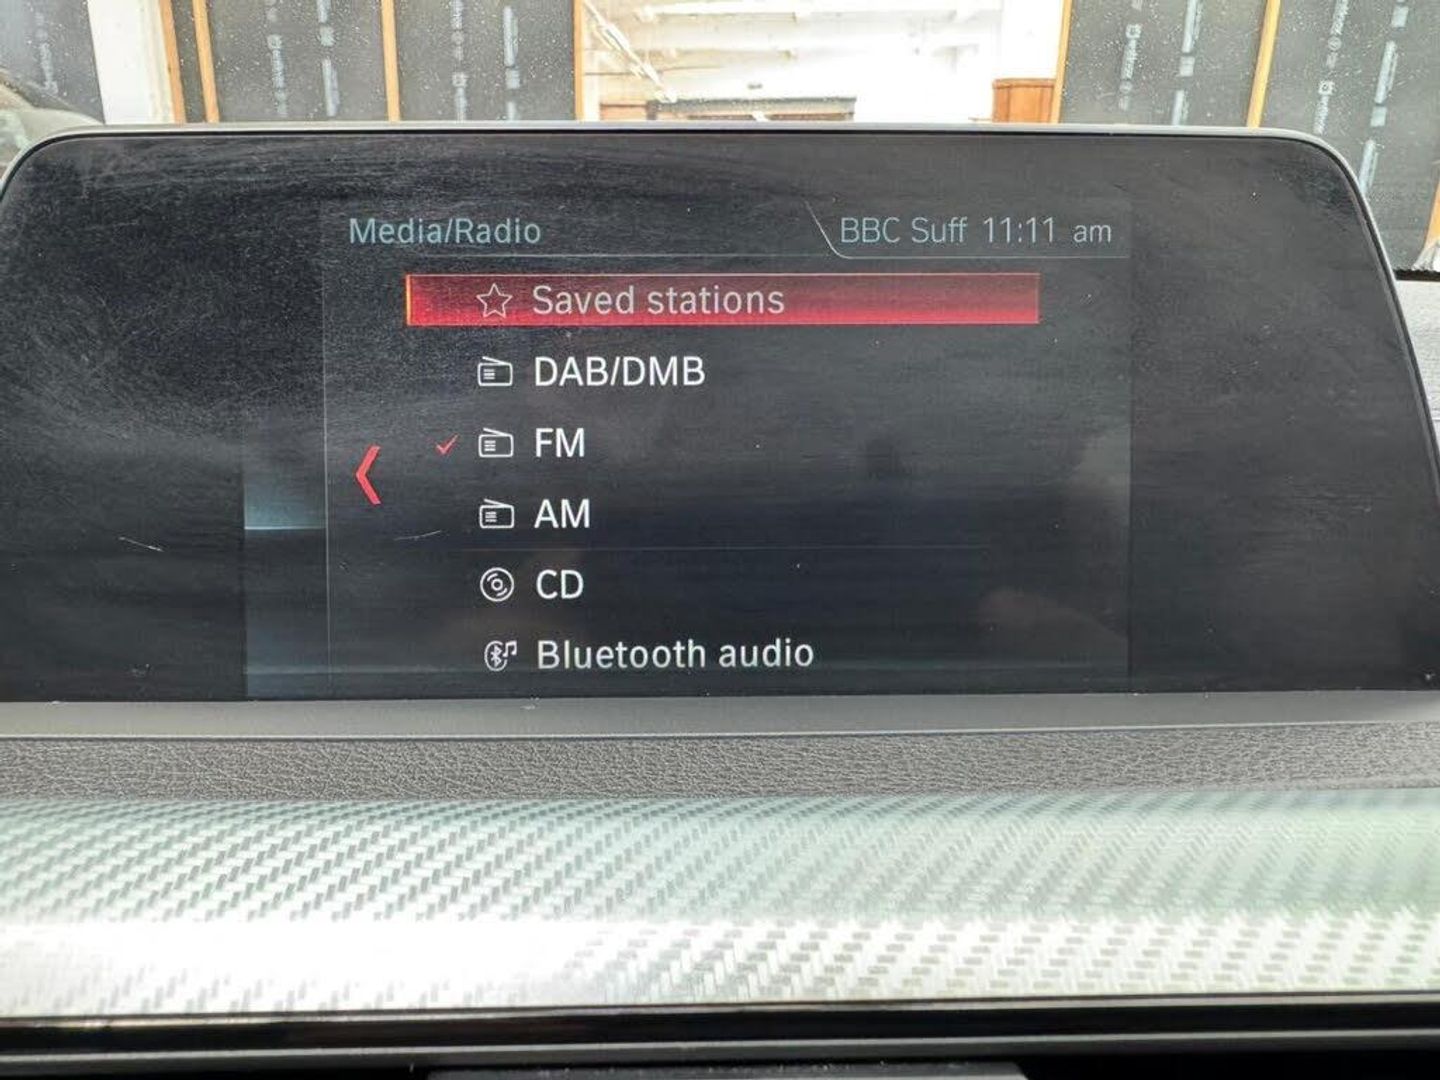 Media/Radio BBC Suff 11:11 am
Saved stations
DAB/DMB
FM
AM
CD
Bluetooth audio